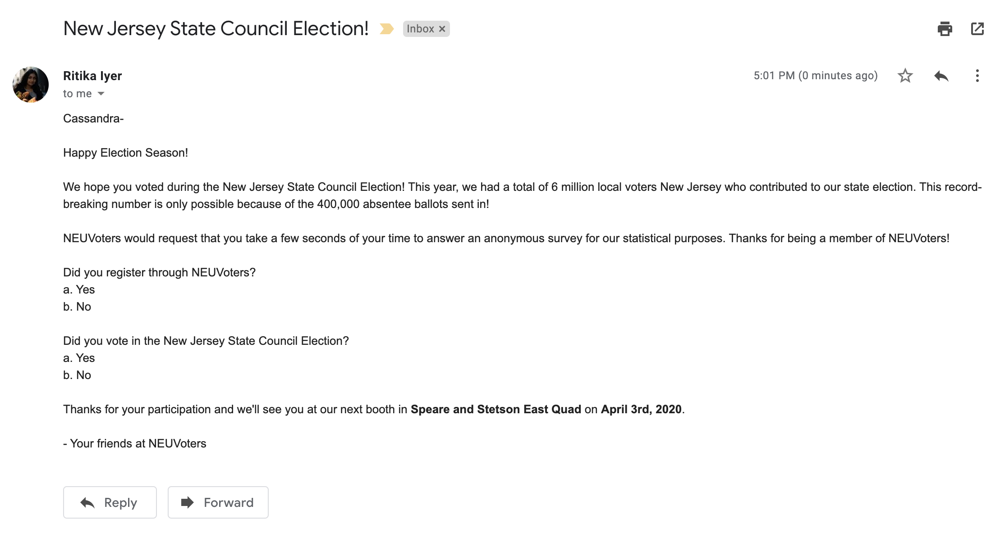 New Jersey State Council Election!
Inbox ×
Ritika Iyer
5:01 PM (0 minutes ago)
to me
Cassandra-
Happy Election Season!
We hope you voted during the New Jersey State Council Election! This year, we had a total of 6 million local voters New Jersey who contributed to our state election. This record-
breaking number is only possible because of the 400,000 absentee ballots sent in!
NEUVoters would request that you take a few seconds of your time to answer an anonymous survey for our statistical purposes. Thanks for being a member of NEUVoters!
Did you register through NEUVoters?
a. Yes
b. No
Did you vote in the New Jersey State Council Election?
a. Yes
b. No
Thanks for your participation and we'll see you at our next booth in Speare and Stetson East Quad on April 3rd, 2020.
- Your friends at NEUVoters
Reply
Forward